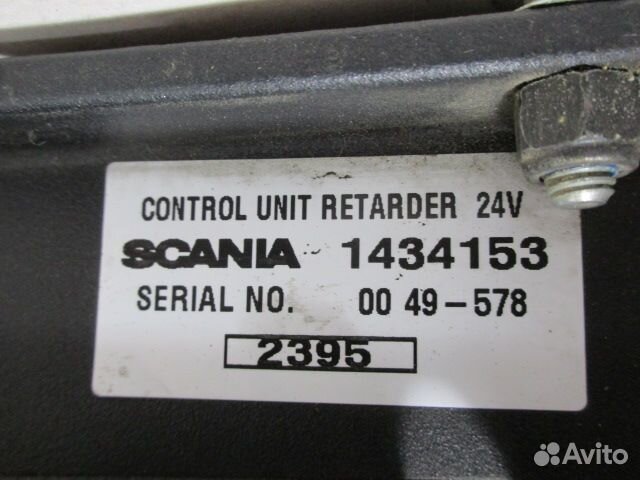 CONTROL UNIT RETARDER 24V
SCANIA 1434153
SERIAL NO. 00 49-578
2395
Avito